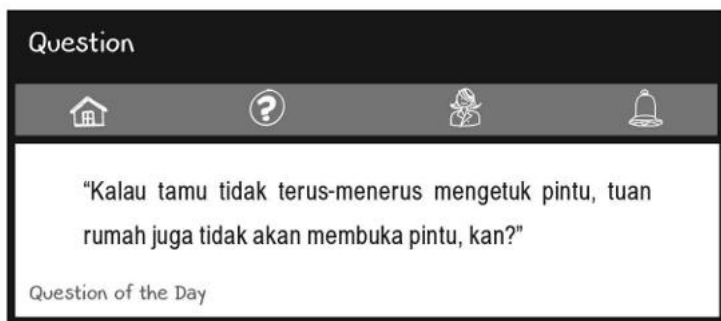 Question
?
“Kalau tamu tidak terus-menerus mengetuk pintu, tuan
rumah juga tidak akan membuka pintu, kan?”
Question of the Day